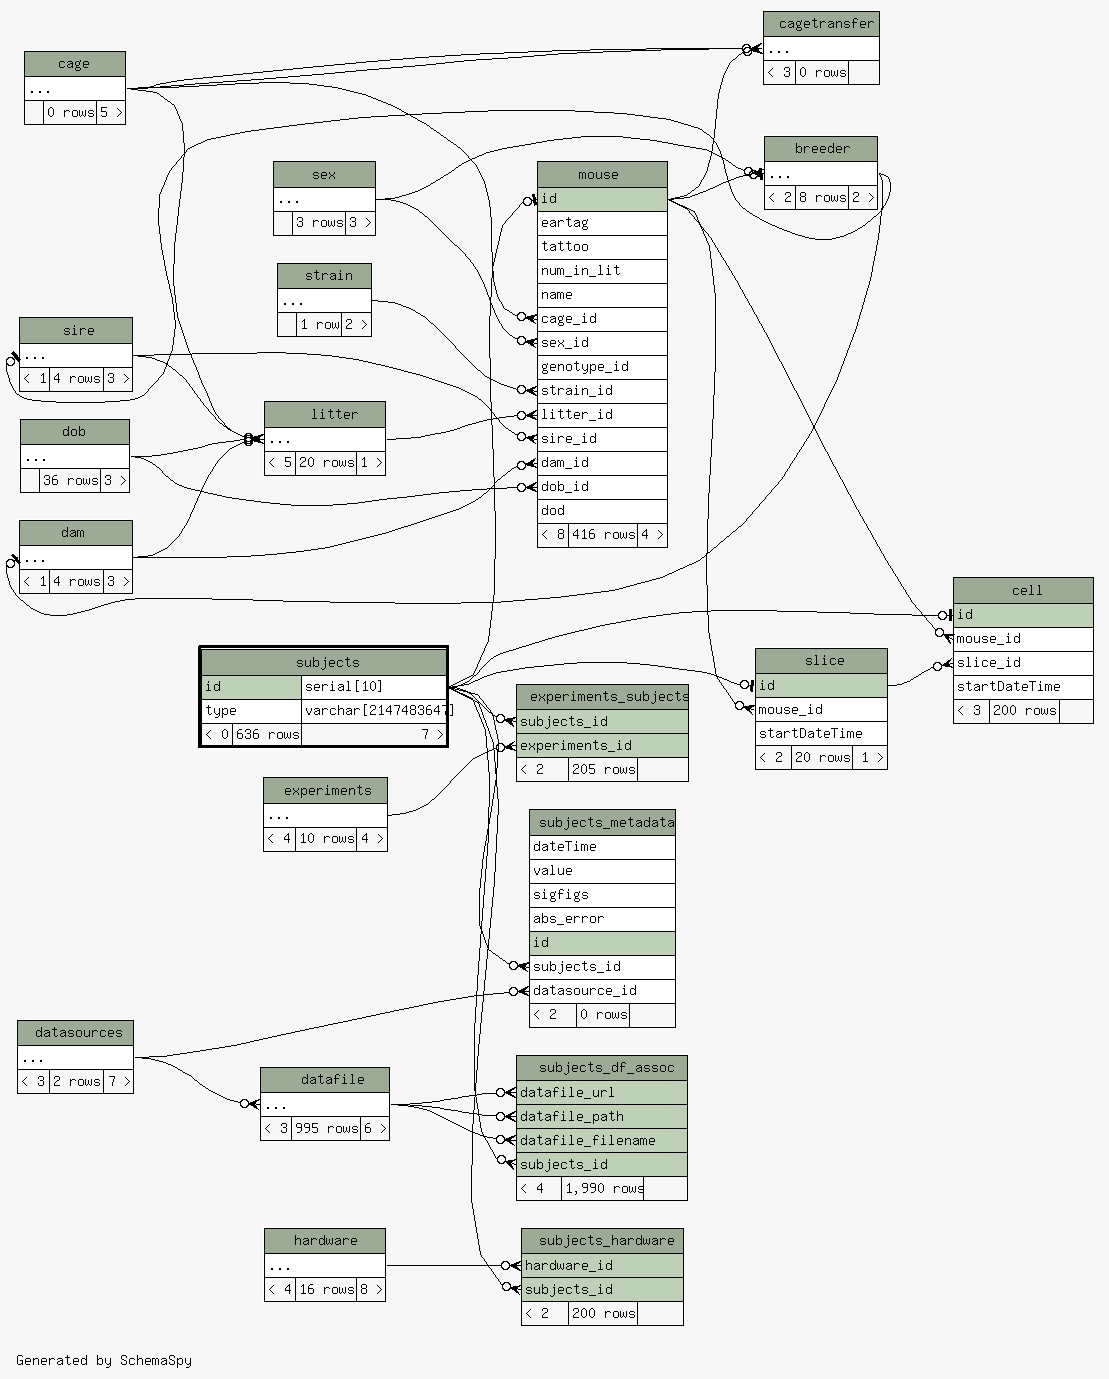 cagetransfer
...
< 3 0 rows
cage
...
0 rows 5 >
breeder
...
< 2 8 rows 2 >
sex
...
3 rows 3 >
mouse
id
eartag
tattoo
num_in_lit
name
cage_id
sex_id
genotype_id
strain_id
litter_id
sire_id
dam_id
dob_id
dod
< 8 416 rows 4 >
strain
...
1 row 2 >
sire
...
< 1 4 rows 3 >
litter
...
< 5 20 rows 1 >
dob
...
36 rows 3 >
dam
...
< 1 4 rows 3 >
cell
id
mouse_id
slice_id
startDateTime
< 3 200 rows
subjects
id serial[10]
type varchar[2147483647]
< 0 636 rows 7 >
slice
id
mouse_id
startDateTime
< 2 20 rows 1 >
experiments_subjects
subjects_id
experiments_id
< 2 205 rows
experiments
...
< 4 10 rows 4 >
subjects_metadata
dateTime
value
sigfigs
abs_error
id
subjects_id
datasource_id
< 2 0 rows
datasources
...
< 3 2 rows 7 >
datafile
...
< 3 995 rows 6 >
subjects_df_assoc
datafile_url
datafile_path
datafile_filename
subjects_id
< 4 1,990 rows
hardware
...
< 4 16 rows 8 >
subjects_hardware
hardware_id
subjects_id
< 2 200 rows
Generated by SchemaSpy